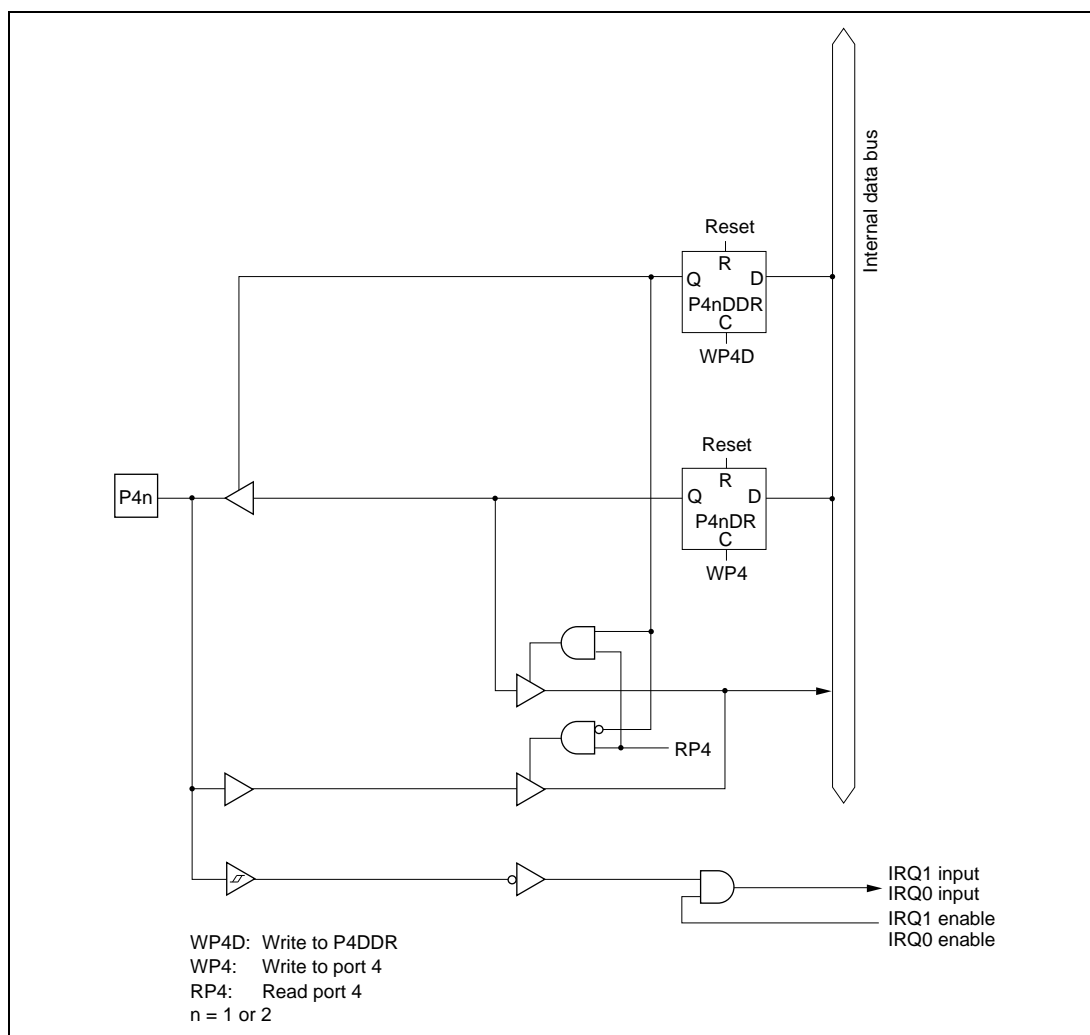 Internal data bus
Reset
R
Q D
P4nDDR
C
WP4D
Reset
P4n
R
Q D
P4nDR
C
WP4
RP4
IRQ1 input
IRQ0 input
IRQ1 enable
IRQ0 enable
WP4D: Write to P4DDR
WP4: Write to port 4
RP4: Read port 4
n = 1 or 2